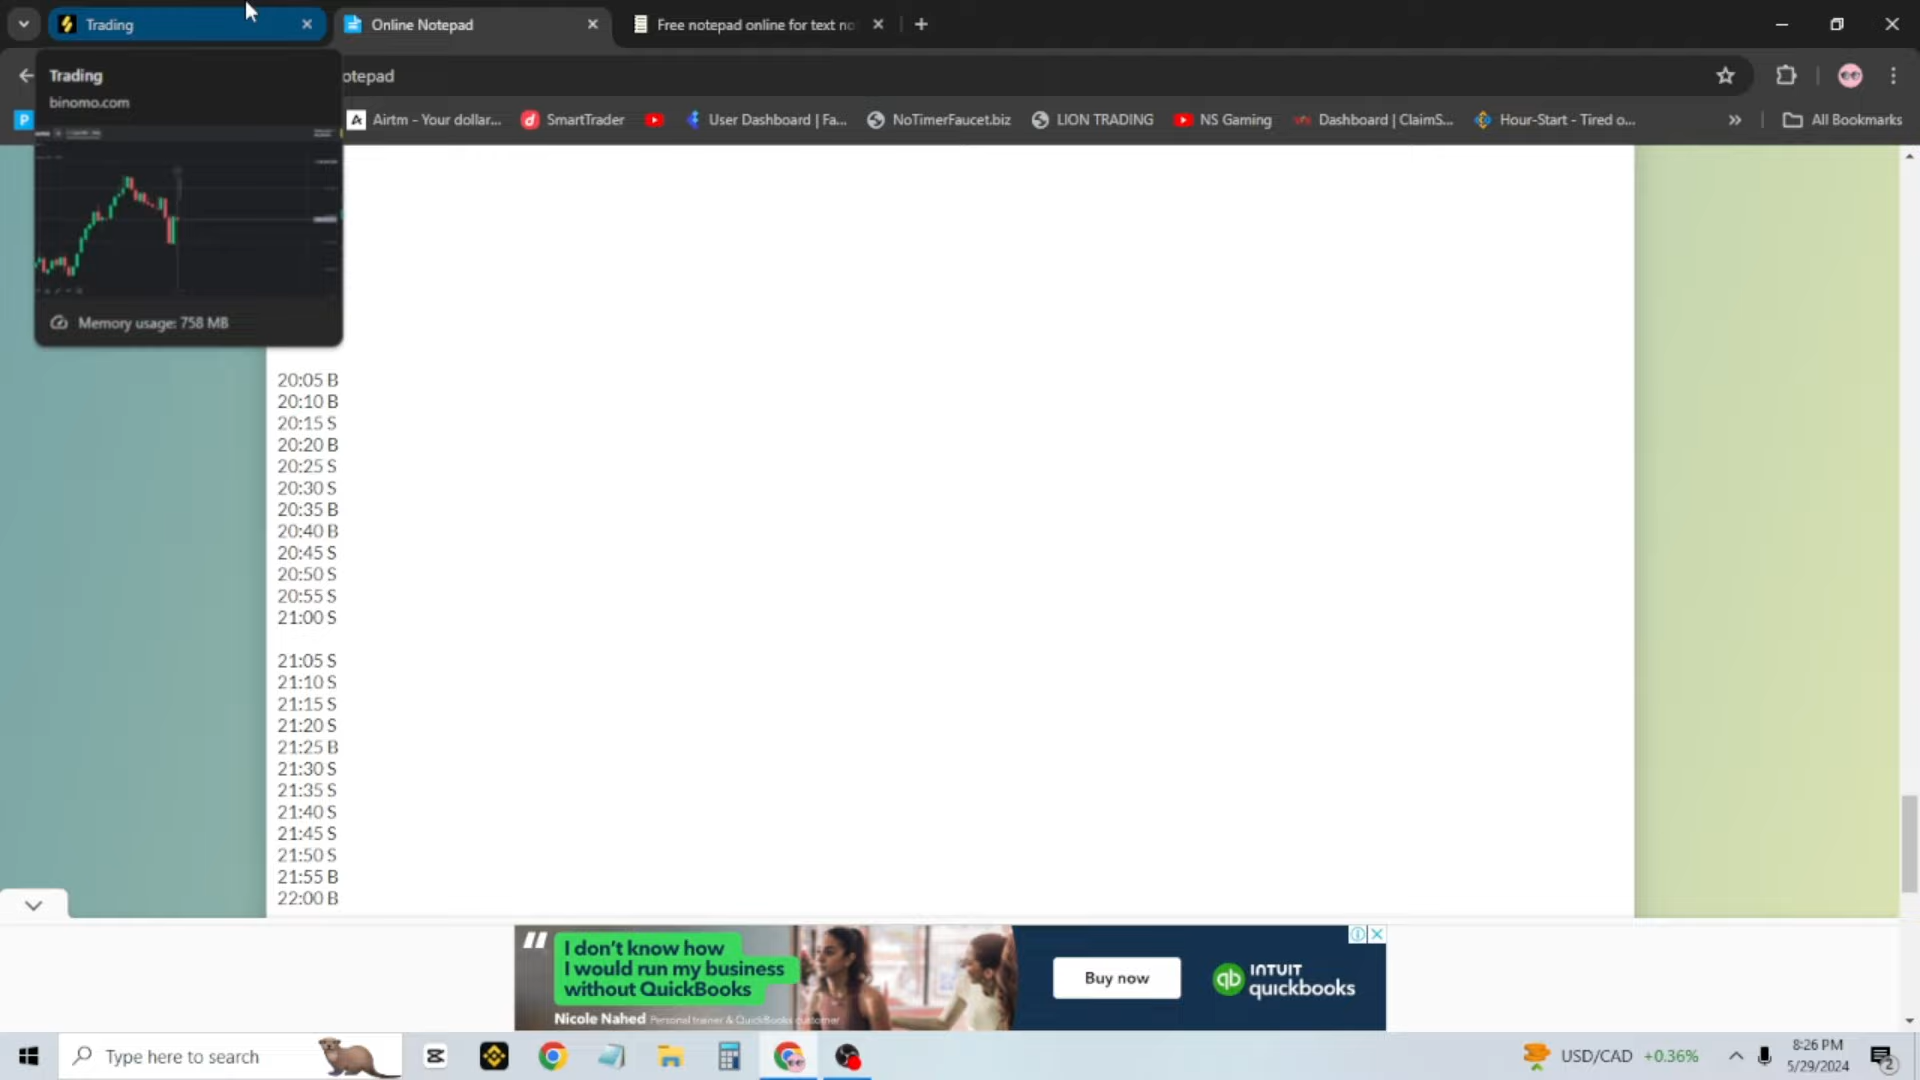 Trading
Online Notepad
Free notepad online for text no
Trading
otepad
binomo.com
Airtm - Your dollar...
SmartTrader
User Dashboard | Fa...
NoTimerFaucet.biz
LION TRADING
NS Gaming
Dashboard | ClaimS...
Hour-Start - Tired o...
»
All Bookmarks
Memory usage: 758 MB
20:05 B
20:10 B
20:15 S
20:20 B
20:25 S
20:30 S
20:35 B
20:40 B
20:45 S
20:50 S
20:55 S
21:00 S
21:05 S
21:10 S
21:15 S
21:20 S
21:25 B
21:30 S
21:35 S
21:40 S
21:45 S
21:50 S
21:55 B
22:00 B
I don't know how
I would run my business
without QuickBooks
Nicole Nahed Personal trainer & QuickBooks customer
Buy now
qb INTUIT
quickbooks
Type here to search
USD/CAD +0.36%
8:26 PM
5/29/2024
2